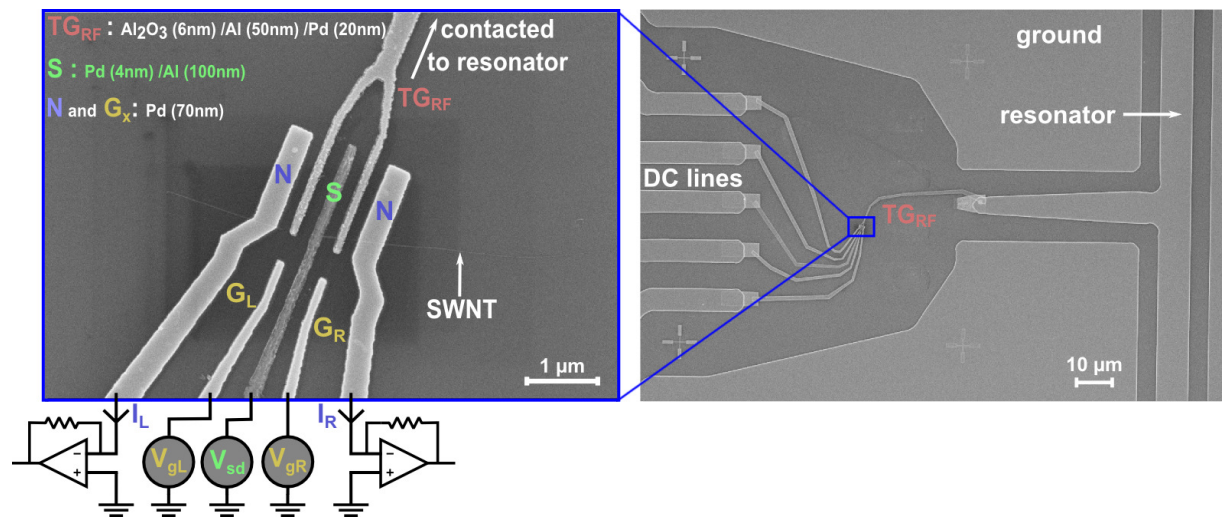 TG_RF : Al₂O₃ (6nm) /Al (50nm) /Pd (20nm)
S : Pd (4nm) /Al (100nm)
N and Gₓ: Pd (70nm)
contacted
to resonator
TG_RF
N
S
N
G_L
G_R
SWNT
1 µm
I_L
I_R
V_gL
V_sd
V_gR
−
+
−
+
ground
resonator
DC lines
TG_RF
10 µm